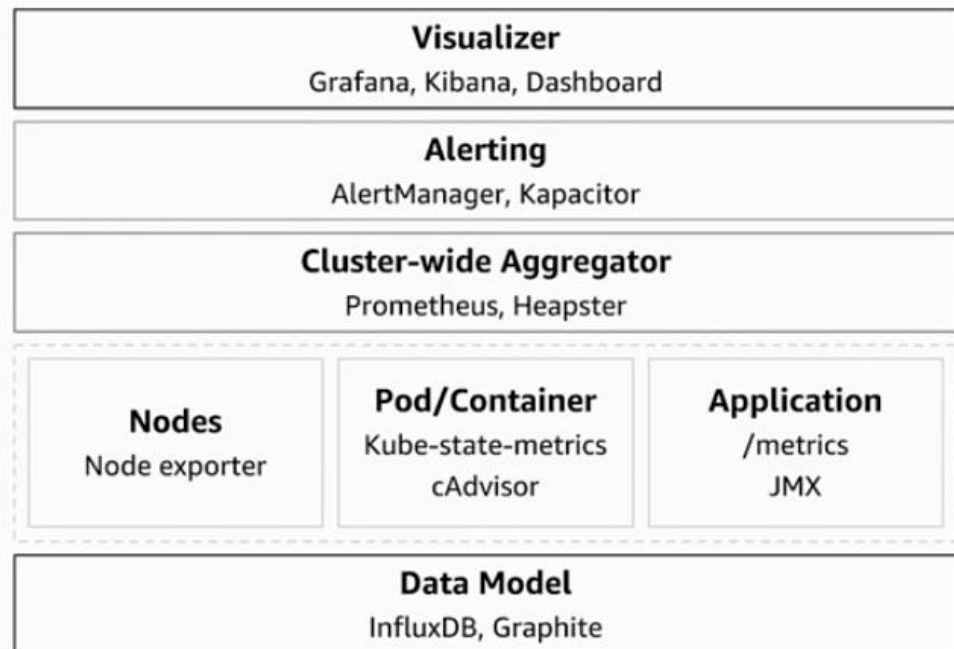 Visualizer
Grafana, Kibana, Dashboard
Alerting
AlertManager, Kapacitor
Cluster-wide Aggregator
Prometheus, Heapster
Nodes
Node exporter
Pod/Container
Kube-state-metrics
cAdvisor
Application
/metrics
JMX
Data Model
InfluxDB, Graphite